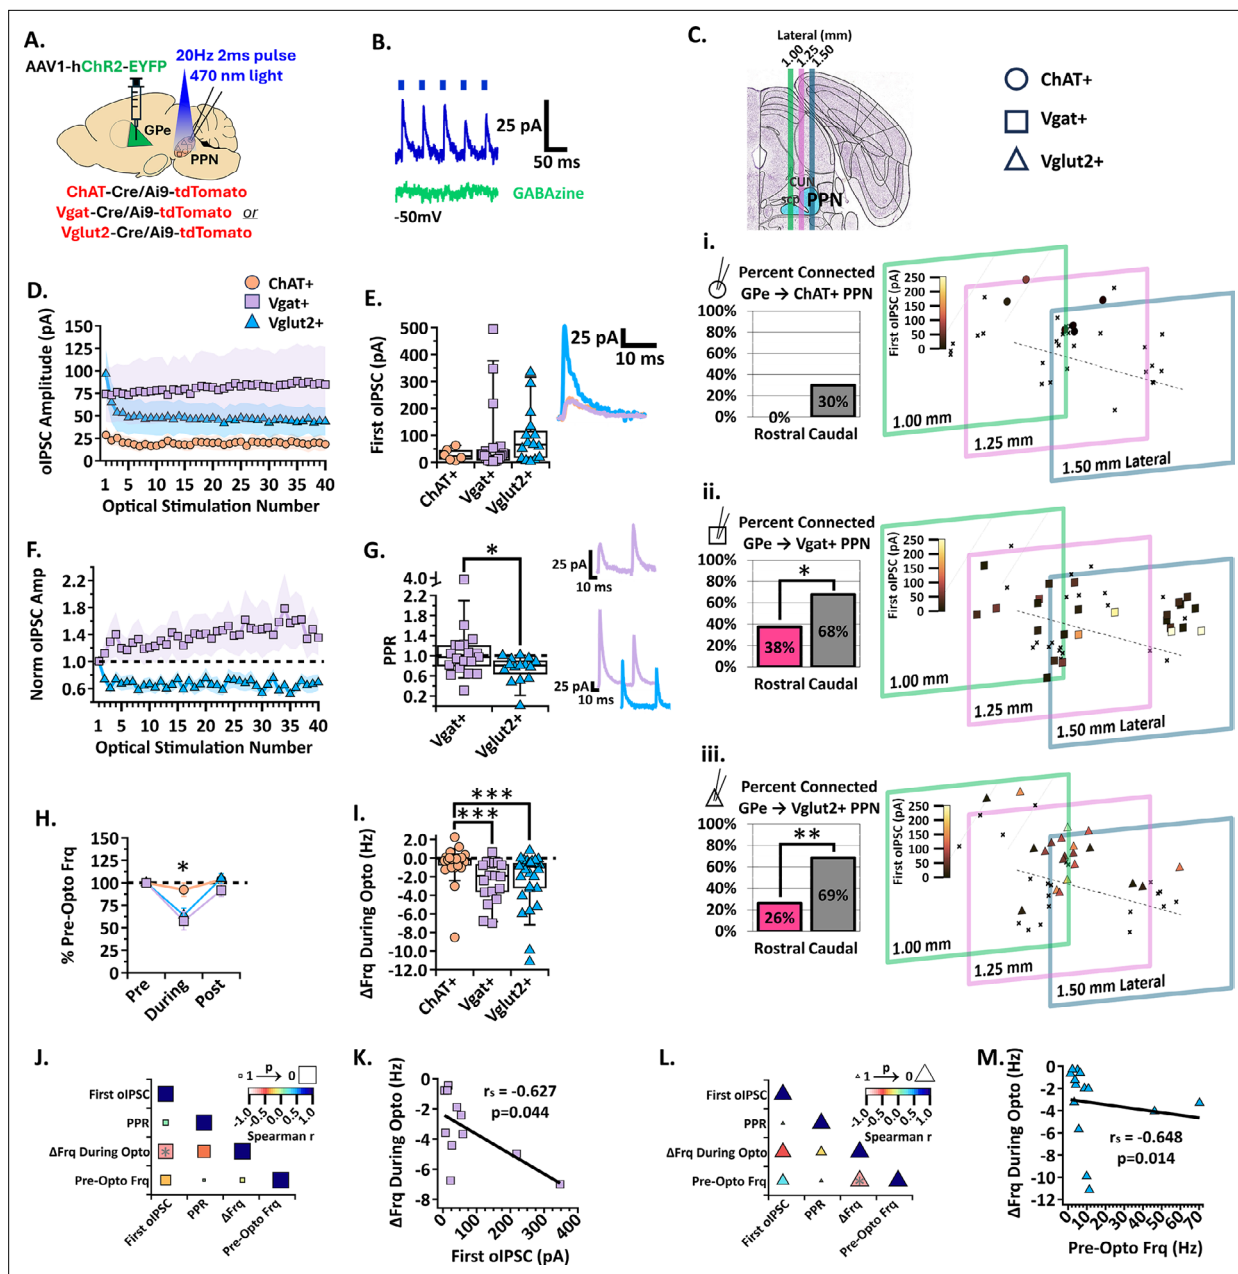 A.
AAV1-hChR2-EYFP
20Hz 2ms pulse
470 nm light
GPe
PPN
ChAT-Cre/Ai9-tdTomato
Vgat-Cre/Ai9-tdTomato or
Vglut2-Cre/Ai9-tdTomato
B.
25 pA
50 ms
GABAzine
-50mV
C.
Lateral (mm)
1.00
1.25
1.50
CUN
scp
PPN
ChAT+
Vgat+
Vglut2+
D.
ChAT+
Vgat+
Vglut2+
oIPSC Amplitude (pA)
150
125
100
75
50
25
0
1 5 10 15 20 25 30 35 40
Optical Stimulation Number
E.
First oIPSC (pA)
500
400
300
200
100
0
ChAT+
Vgat+
Vglut2+
25 pA
10 ms
i.
Percent Connected
GPe → ChAT+ PPN
100%
80%
60%
40%
20%
0%
0%
30%
Rostral Caudal
First oIPSC (pA)
250
200
150
100
50
0
1.00 mm
1.25 mm
1.50 mm Lateral
ii.
Percent Connected
GPe → Vgat+ PPN
100%
80%
60%
40%
20%
0%
*
38%
68%
Rostral Caudal
First oIPSC (pA)
250
200
150
100
50
0
1.00 mm
1.25 mm
1.50 mm Lateral
iii.
Percent Connected
GPe → Vglut2+ PPN
100%
80%
60%
40%
20%
0%
**
26%
69%
Rostral Caudal
First oIPSC (pA)
250
200
150
100
50
0
1.00 mm
1.25 mm
1.50 mm Lateral
F.
Norm oIPSC Amp
2.2
1.8
1.4
1.0
0.6
1 5 10 15 20 25 30 35 40
Optical Stimulation Number
G.
PPR
4.0
2.2
1.8
1.4
1.0
0.6
0.2
*
Vgat+
Vglut2+
25 pA
10 ms
25 pA
10 ms
H.
% Pre-Opto Frq
150
125
100
75
50
25
0
*
Pre
During
Post
I.
ΔFrq During Opto (Hz)
2.0
0.0
-2.0
-4.0
-6.0
-8.0
-10.0
-12.0
***
***
ChAT+
Vgat+
Vglut2+
J.
First oIPSC
PPR
ΔFrq During Opto
Pre-Opto Frq
First oIPSC
PPR
ΔFrq
Pre-Opto Frq
p
1 → 0
-1.0
-0.5
0.0
0.5
1.0
Spearman r
*
K.
ΔFrq During Opto (Hz)
0
-2
-4
-6
-8
rs = -0.627
p=0.044
0
100
200
300
400
First oIPSC (pA)
L.
First oIPSC
PPR
ΔFrq During Opto
Pre-Opto Frq
First oIPSC
PPR
ΔFrq
Pre-Opto Frq
p
1 → 0
-1.0
-0.5
0.0
0.5
1.0
Spearman r
*
M.
ΔFrq During Opto (Hz)
0
-2
-4
-6
-8
-10
-12
rs = -0.648
p=0.014
0
10
20
30
40
50
60
70
Pre-Opto Frq (Hz)